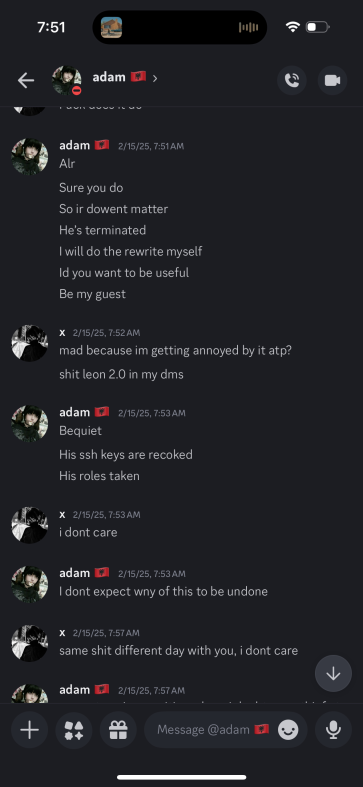 7:51
adam
adam 2/15/25, 7:51 AM
Alr
Sure you do
So ir dowent matter
He's terminated
I will do the rewrite myself
Id you want to be useful
Be my guest
x 2/15/25, 7:52 AM
mad because im getting annoyed by it atp?
shit leon 2.0 in my dms
adam 2/15/25, 7:53 AM
Bequiet
His ssh keys are recoked
His roles taken
x 2/15/25, 7:53 AM
i dont care
adam 2/15/25, 7:53 AM
I dont expect wny of this to be undone
x 2/15/25, 7:57 AM
same shit different day with you, i dont care
adam 2/15/25, 7:57 AM
Message @adam